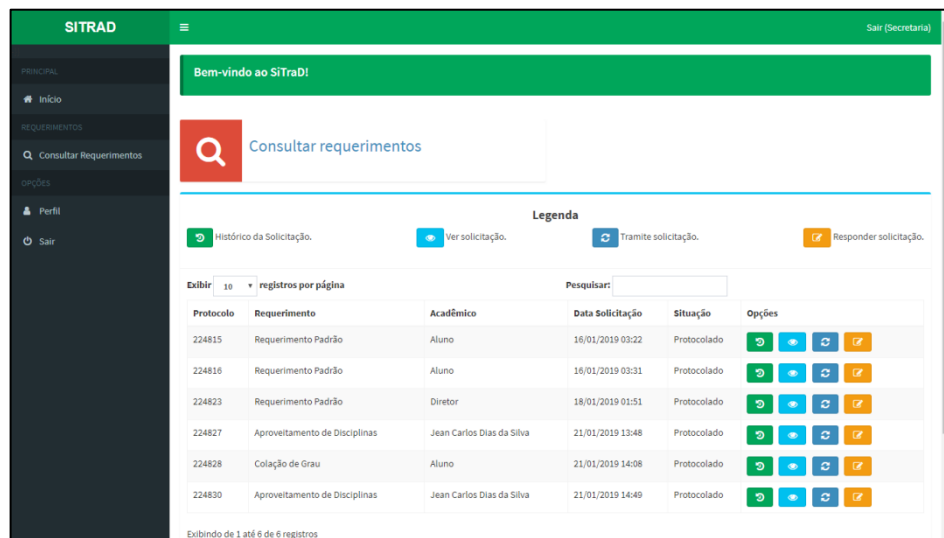 SITRAD
Sair (Secretaria)
PRINCIPAL
Início
REQUERIMENTOS
Consultar Requerimentos
OPÇÕES
Perfil
Sair
Bem-vindo ao SiTraD!
Consultar requerimentos
Legenda
Histórico da Solicitação. Ver solicitação. Tramite solicitação. Responder solicitação.
Exibir 10 registros por página Pesquisar:
Protocolo Requerimento Acadêmico Data Solicitação Situação Opções
224815 Requerimento Padrão Aluno 16/01/2019 03:22 Protocolado
224816 Requerimento Padrão Aluno 16/01/2019 03:31 Protocolado
224823 Requerimento Padrão Diretor 18/01/2019 01:51 Protocolado
224827 Aproveitamento de Disciplinas Jean Carlos Dias da Silva 21/01/2019 13:48 Protocolado
224828 Colação de Grau Aluno 21/01/2019 14:08 Protocolado
224830 Aproveitamento de Disciplinas Jean Carlos Dias da Silva 21/01/2019 14:49 Protocolado
Exibindo de 1 até 6 de 6 registros